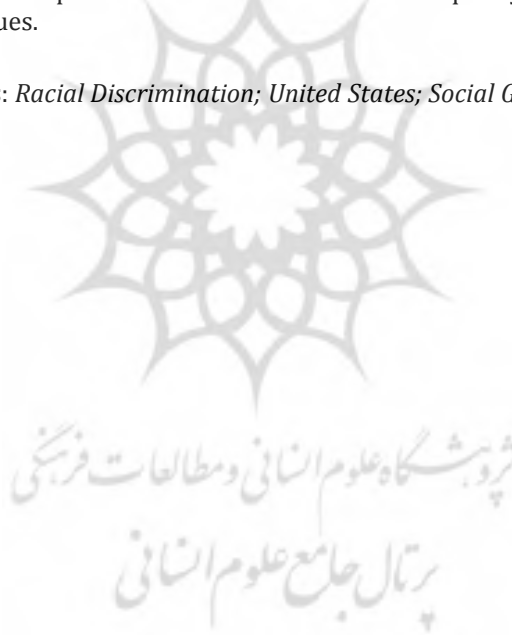 ues.
: Racial Discrimination; United States; Social G
پژوهشگاه علوم انسانی و مطالعات فرهنگی
پرتال جامع علوم انسانی